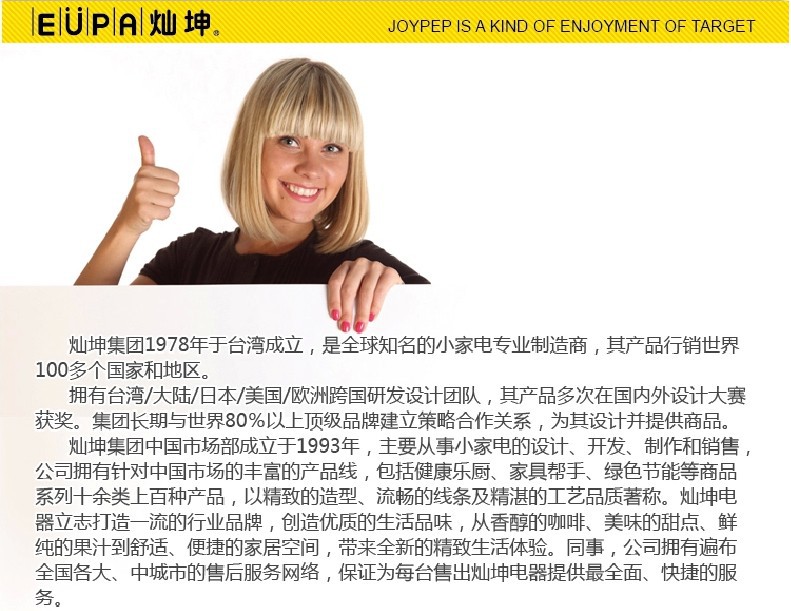 EUPA灿坤®
JOYPEP IS A KIND OF ENJOYMENT OF TARGET
灿坤集团1978年于台湾成立，是全球知名的小家电专业制造商，其产品行销世界
100多个国家和地区。
拥有台湾/大陆/日本/美国/欧洲跨国研发设计团队，其产品多次在国内外设计大赛
获奖。集团长期与世界80%以上顶级品牌建立策略合作关系，为其设计并提供商品。
灿坤集团中国市场部成立于1993年，主要从事小家电的设计、开发、制作和销售，
公司拥有针对中国市场的丰富的产品线，包括健康乐厨、家具帮手、绿色节能等商品
系列十余类上百种产品，以精致的造型、流畅的线条及精湛的工艺品质著称。灿坤电
器立志打造一流的行业品牌，创造优质的生活品味，从香醇的咖啡、美味的甜点、鲜
纯的果汁到舒适、便捷的家居空间，带来全新的精致生活体验。同事，公司拥有遍布
全国各大、中城市的售后服务网络，保证为每台售出灿坤电器提供最全面、快捷的服
务。